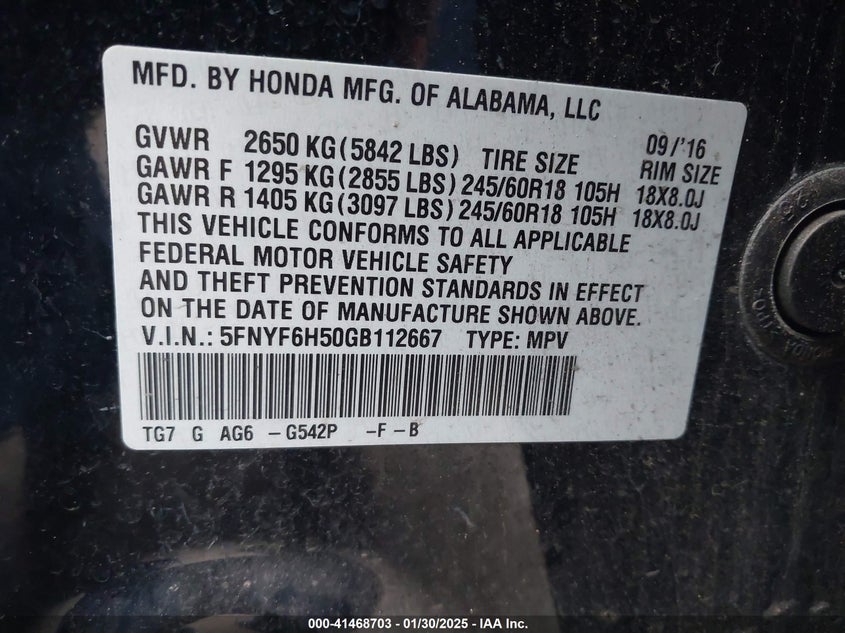 MFD. BY HONDA MFG. OF ALABAMA, LLC
09/'16
GVWR 2650 KG(5842 LBS) TIRE SIZE RIM SIZE
GAWR F 1295 KG(2855 LBS) 245/60R18 105H 18X8.0J
GAWR R 1405 KG(3097 LBS) 245/60R18 105H 18X8.0J
THIS VEHICLE CONFORMS TO ALL APPLICABLE
FEDERAL MOTOR VEHICLE SAFETY
AND THEFT PREVENTION STANDARDS IN EFFECT
ON THE DATE OF MANUFACTURE SHOWN ABOVE.
V.I.N.: 5FNYF6H50GB112667 TYPE: MPV
TG7 G AG6 -G542P -F-B
000-41468703 - 01/30/2025 - IAA Inc.